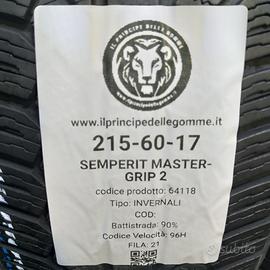 IL PRINCIPE DELLE GOMME
www.ilprincipedellegomme.it
215-60-17
SEMPERIT MASTER-
GRIP 2
codice prodotto: 64118
Tipo: INVERNALI
COD:
Battistrada: 90%
Codice Velocità: 96H
FILA: 21
subito